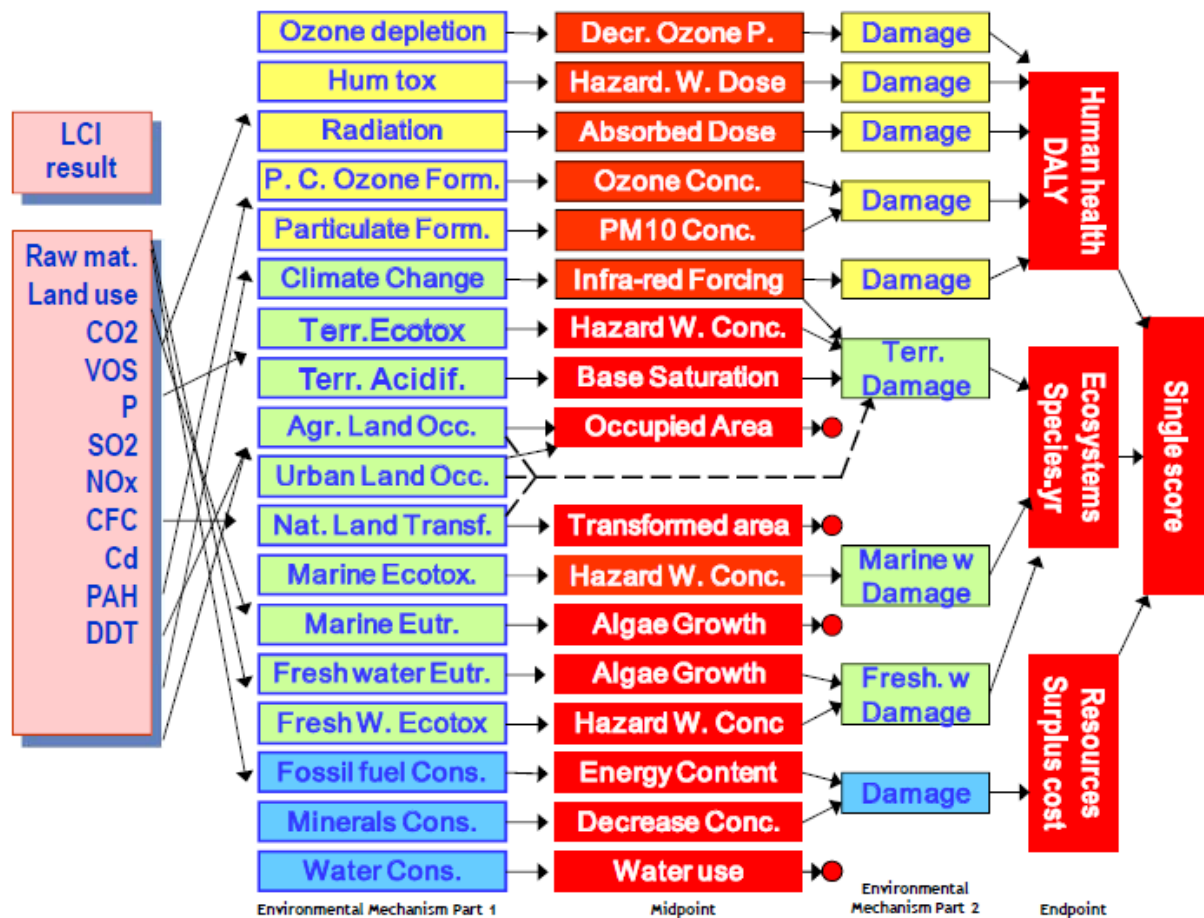 LCI
result
Raw mat.
Land use
CO2
VOS
P
SO2
NOx
CFC
Cd
PAH
DDT
Ozone depletion
Hum tox
Radiation
P. C. Ozone Form.
Particulate Form.
Climate Change
Terr.Ecotox
Terr. Acidif.
Agr. Land Occ.
Urban Land Occ.
Nat. Land Transf.
Marine Ecotox.
Marine Eutr.
Freshwater Eutr.
Fresh W. Ecotox
Fossil fuel Cons.
Minerals Cons.
Water Cons.
Environmental Mechanism Part 1
Decr. Ozone P.
Hazard. W. Dose
Absorbed Dose
Ozone Conc.
PM10 Conc.
Infra-red Forcing
Hazard W. Conc.
Base Saturation
Occupied Area
Transformed area
Hazard W. Conc.
Algae Growth
Algae Growth
Hazard W. Conc
Energy Content
Decrease Conc.
Water use
Midpoint
Damage
Damage
Damage
Damage
Damage
Terr.
Damage
Marine w
Damage
Fresh. w
Damage
Damage
Environmental
Mechanism Part 2
Human health
DALY
Ecosystems
Species.yr
Resources
Surplus cost
Endpoint
Single score